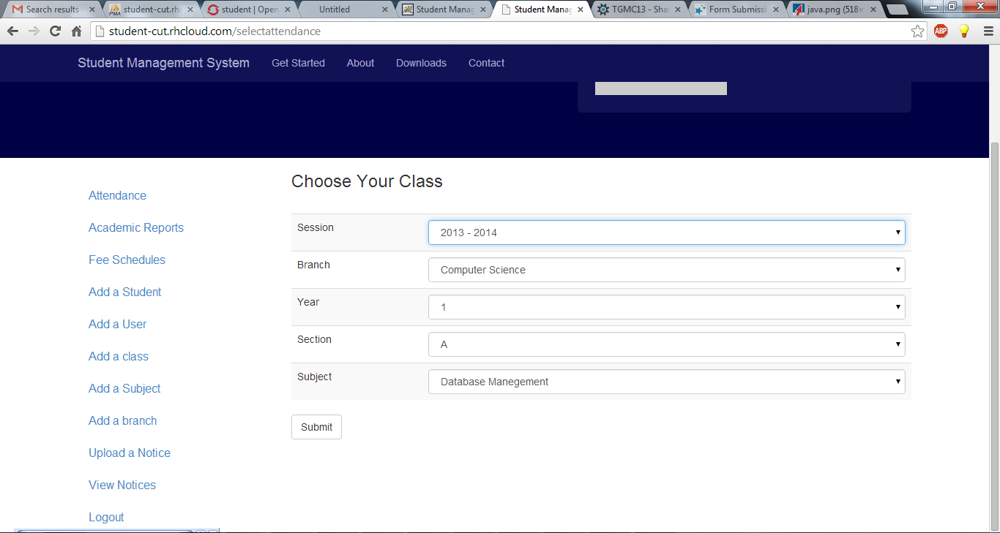 Search results -
student-cut.rh
student | Open
Untitled
Student Manag
Student Manag
TGMC13 - Sha
Form Submissi
java.png (518×
student-cut.rhcloud.com/selectattendance
ABP
Student Management System
Get Started
About
Downloads
Contact
Choose Your Class
Attendance
Academic Reports
Fee Schedules
Add a Student
Add a User
Add a class
Add a Subject
Add a branch
Upload a Notice
View Notices
Logout
Session 2013 - 2014
Branch Computer Science
Year 1
Section A
Subject Database Manegement
Submit